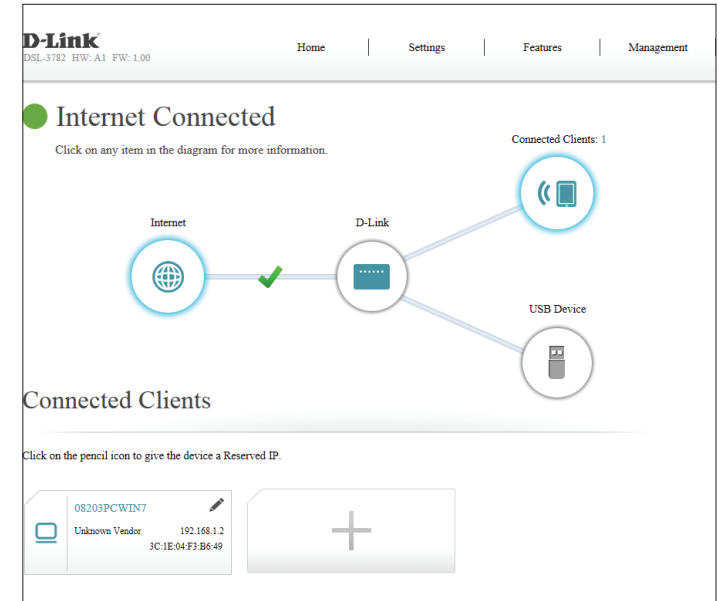 D-Link
DSL-3782 HW: A1 FW: 1.00
Home Settings Features Management
Internet Connected
Click on any item in the diagram for more information.
Connected Clients: 1
Internet
D-Link
USB Device
Connected Clients
Click on the pencil icon to give the device a Reserved IP.
08203PCWIN7
Unknown Vendor 192.168.1.2
3C:1E:04:F3:B6:49